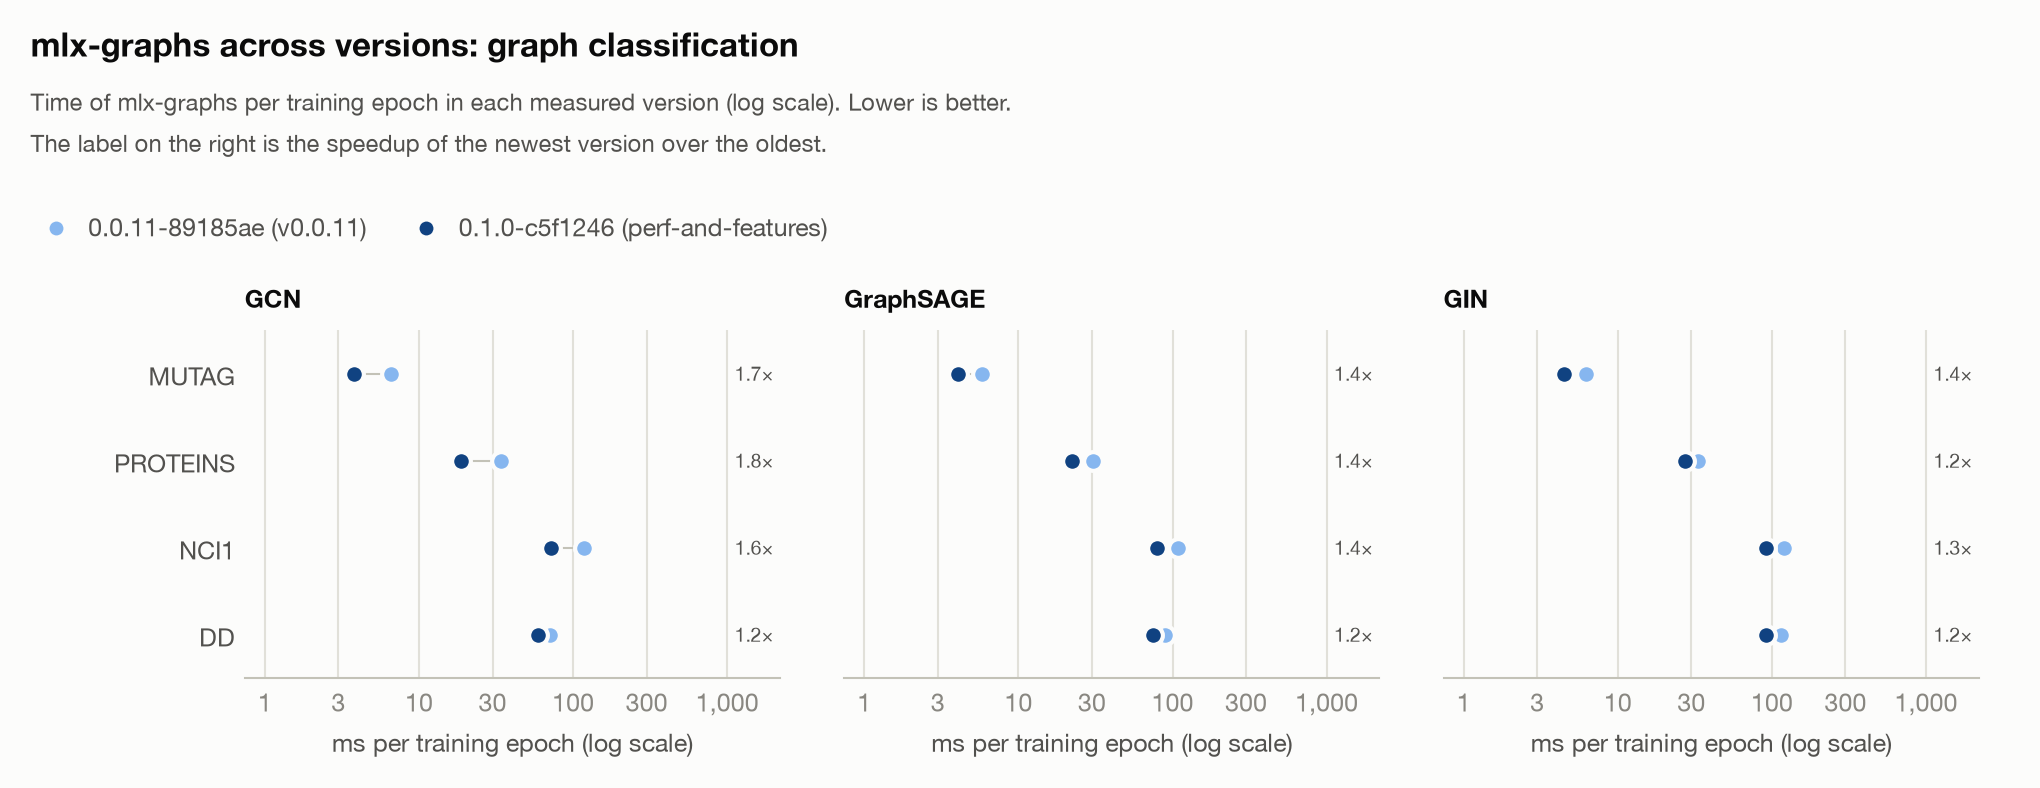 mlx-graphs across versions: graph classification
Time of mlx-graphs per training epoch in each measured version (log scale). Lower is better.
The label on the right is the speedup of the newest version over the oldest.
0.0.11-89185ae (v0.0.11)
0.1.0-c5f1246 (perf-and-features)
GCN
MUTAG
1.7×
PROTEINS
1.8×
NCI1
1.6×
DD
1.2×
1 3 10 30 100 300 1,000
ms per training epoch (log scale)
GraphSAGE
1.4×
1.4×
1.4×
1.2×
1 3 10 30 100 300 1,000
ms per training epoch (log scale)
GIN
1.4×
1.2×
1.3×
1.2×
1 3 10 30 100 300 1,000
ms per training epoch (log scale)